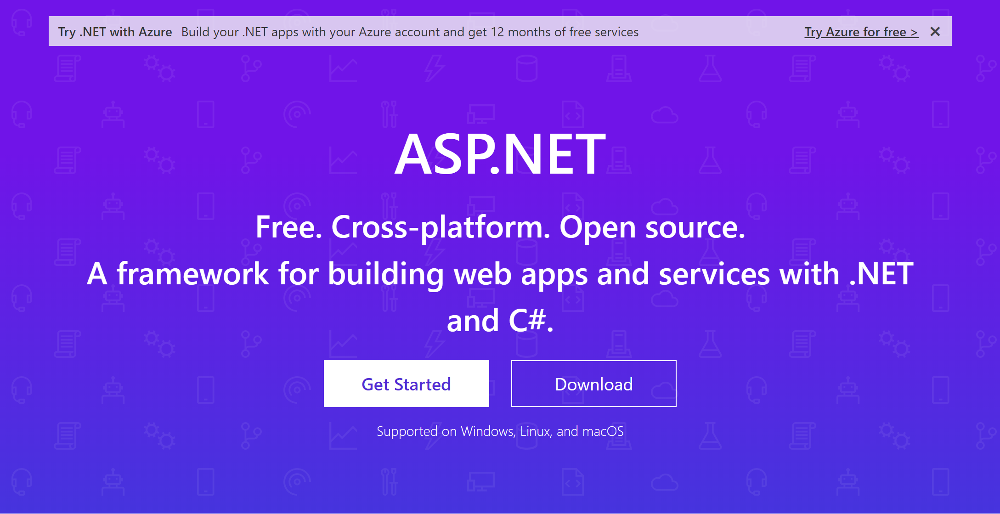 Try .NET with Azure Build your .NET apps with your Azure account and get 12 months of free services Try Azure for free > ✕
ASP.NET
Free. Cross-platform. Open source.
A framework for building web apps and services with .NET
and C#.
Get Started Download
Supported on Windows, Linux, and macOS